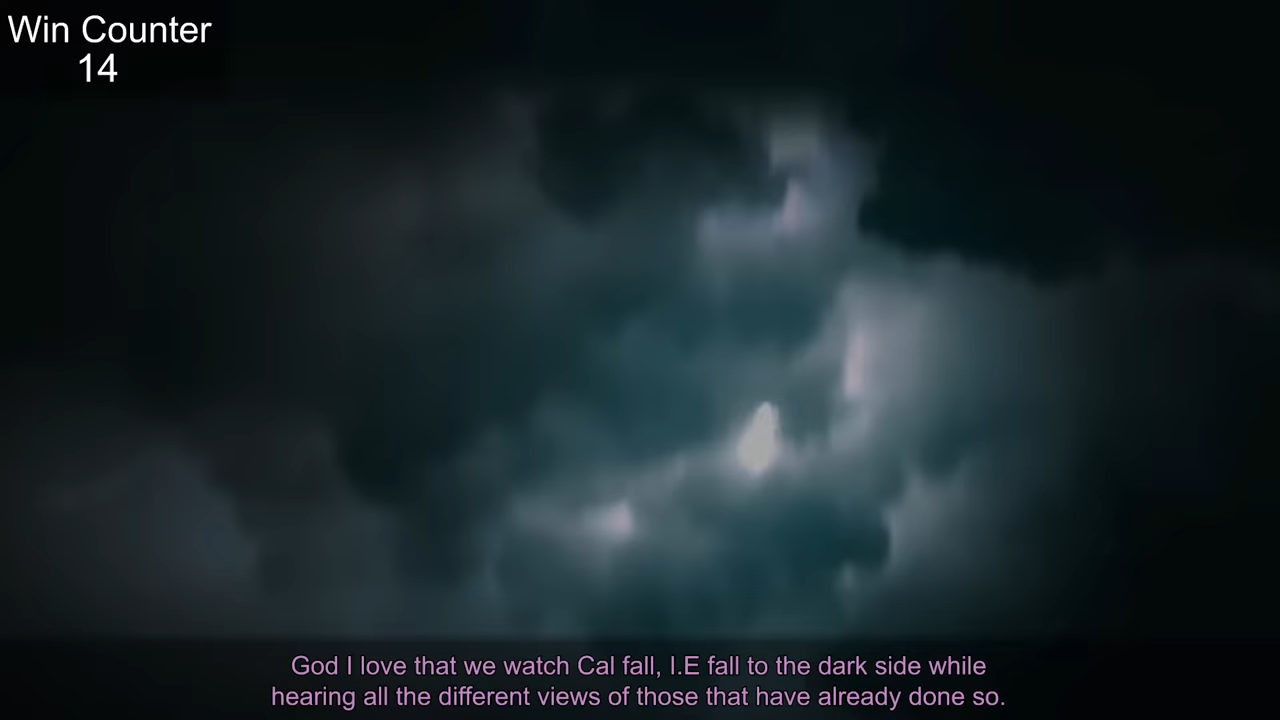 Win Counter
14
God I love that we watch Cal fall, I.E fall to the dark side while
hearing all the different views of those that have already done so.